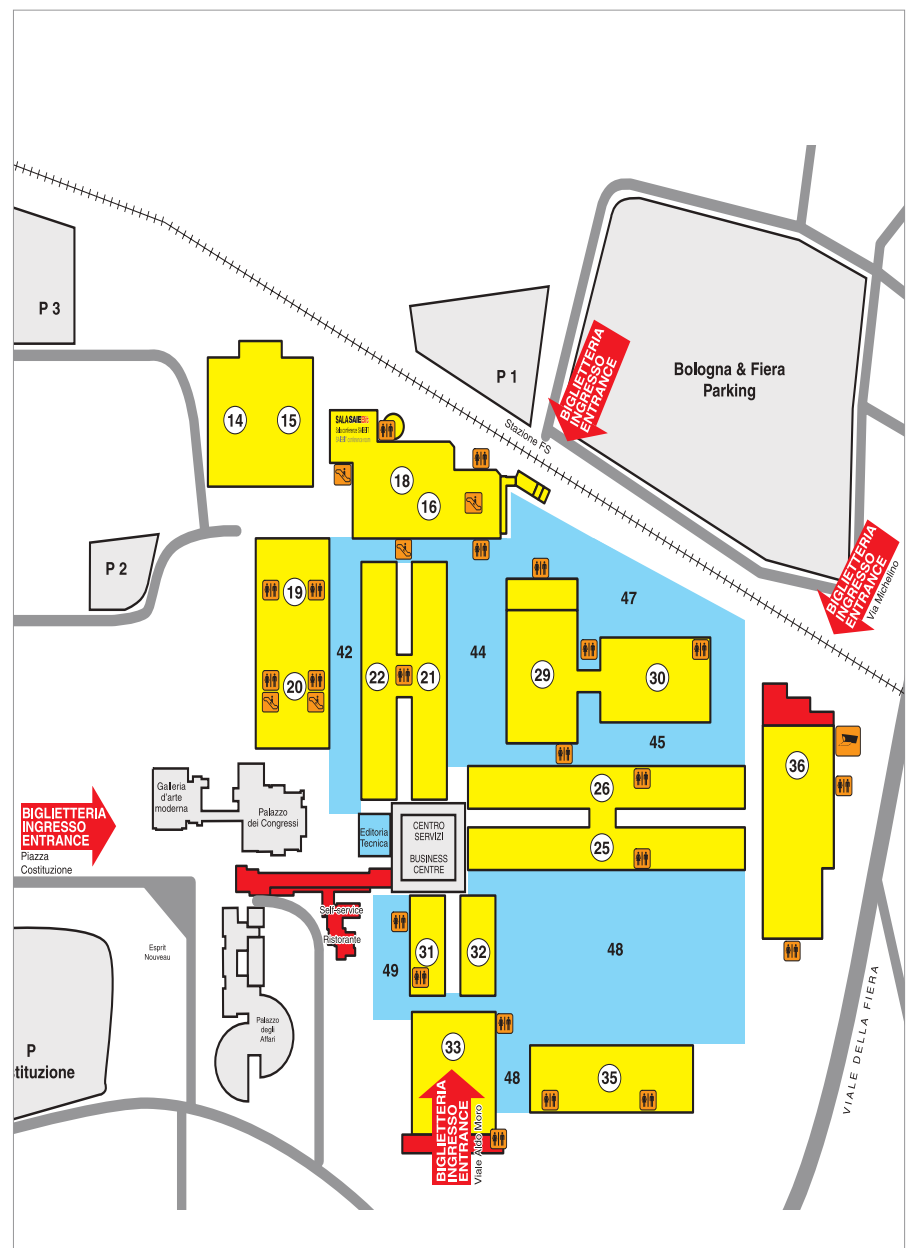 P 3
P 1
BIGLIETTERIA
INGRESSO
ENTRANCE
Stazione FS
Bologna & Fiera
Parking
14
15
SALA SAIE
18
16
P 2
BIGLIETTERIA
INGRESSO
ENTRANCE
Via Michelino
19
42
44
47
22
21
29
30
20
45
36
26
Galleria
d'arte
moderna
Palazzo
dei Congressi
BIGLIETTERIA
INGRESSO
ENTRANCE
Piazza
Costituzione
Editoria
Tecnica
CENTRO
SERVIZI
BUSINESS
CENTRE
25
Self-service
Ristorante
Esprit
Nouveau
31
32
48
49
Palazzo
degli
Affari
P
stituzione
33
48
35
BIGLIETTERIA
INGRESSO
ENTRANCE
Viale Aldo Moro
VIALE DELLA FIERA